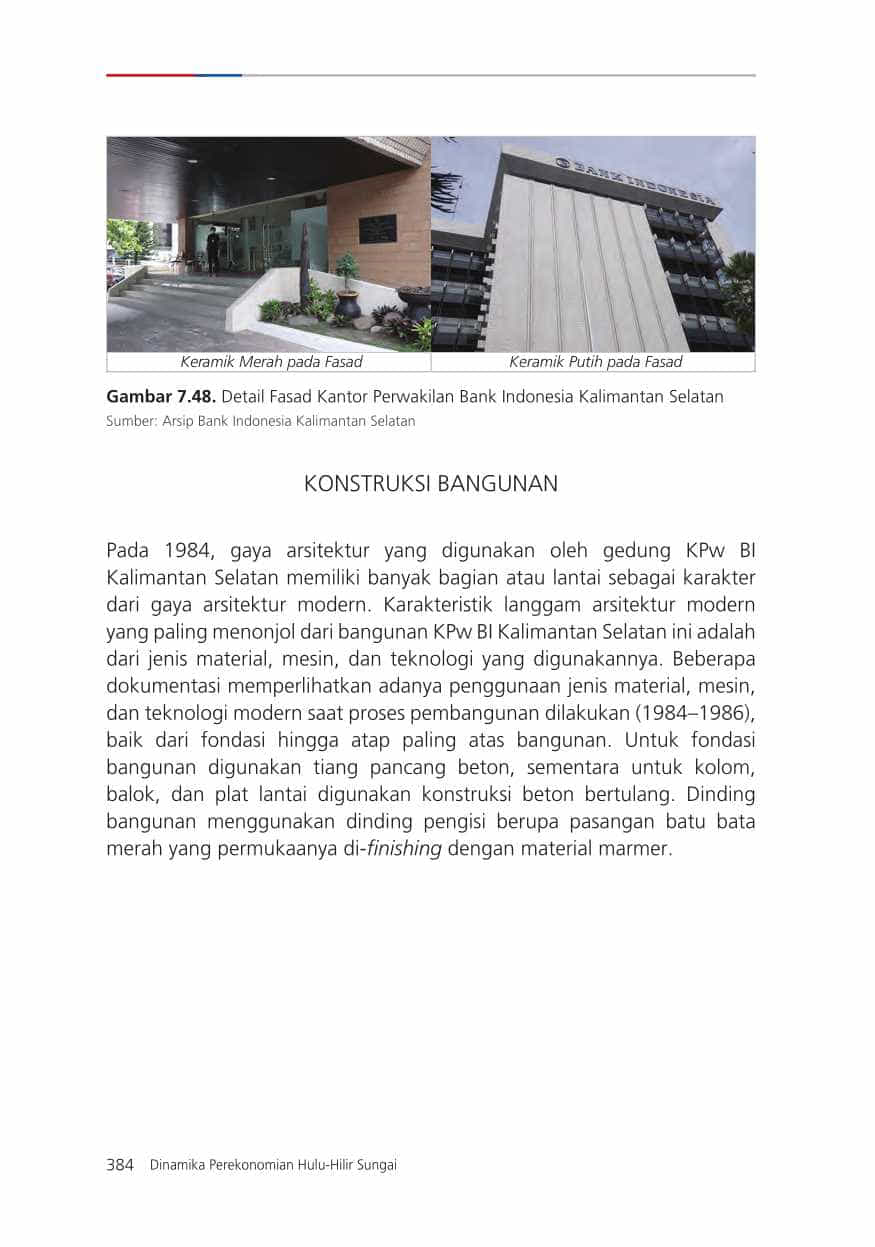 BANK INDONESIA
Keramik Merah pada Fasad
Keramik Putih pada Fasad
Gambar 7.48. Detail Fasad Kantor Perwakilan Bank Indonesia Kalimantan Selatan
Sumber: Arsip Bank Indonesia Kalimantan Selatan
KONSTRUKSI BANGUNAN
Pada 1984, gaya arsitektur yang digunakan oleh gedung KPw BI
Kalimantan Selatan memiliki banyak bagian atau lantai sebagai karakter
dari gaya arsitektur modern. Karakteristik langgam arsitektur modern
yang paling menonjol dari bangunan KPw BI Kalimantan Selatan ini adalah
dari jenis material, mesin, dan teknologi yang digunakannya. Beberapa
dokumentasi memperlihatkan adanya penggunaan jenis material, mesin,
dan teknologi modern saat proses pembangunan dilakukan (1984–1986),
baik dari fondasi hingga atap paling atas bangunan. Untuk fondasi
bangunan digunakan tiang pancang beton, sementara untuk kolom,
balok, dan plat lantai digunakan konstruksi beton bertulang. Dinding
bangunan menggunakan dinding pengisi berupa pasangan batu bata
merah yang permukaanya di-finishing dengan material marmer.
384 Dinamika Perekonomian Hulu-Hilir Sungai